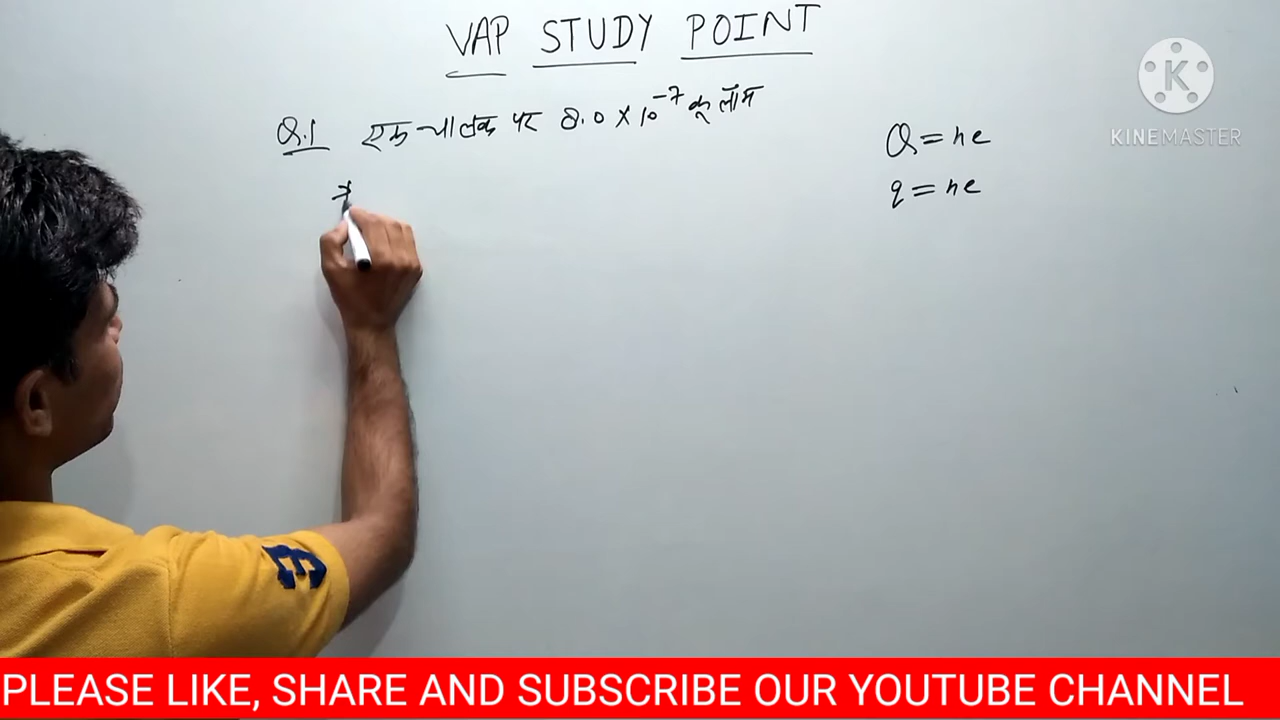 VAP STUDY POINT
Q.1 एक चालक पर 8.0 × 10⁻⁷ कूलॉम
Q = ne
q = ne
K
KINEMASTER
E
PLEASE LIKE, SHARE AND SUBSCRIBE OUR YOUTUBE CHANNEL